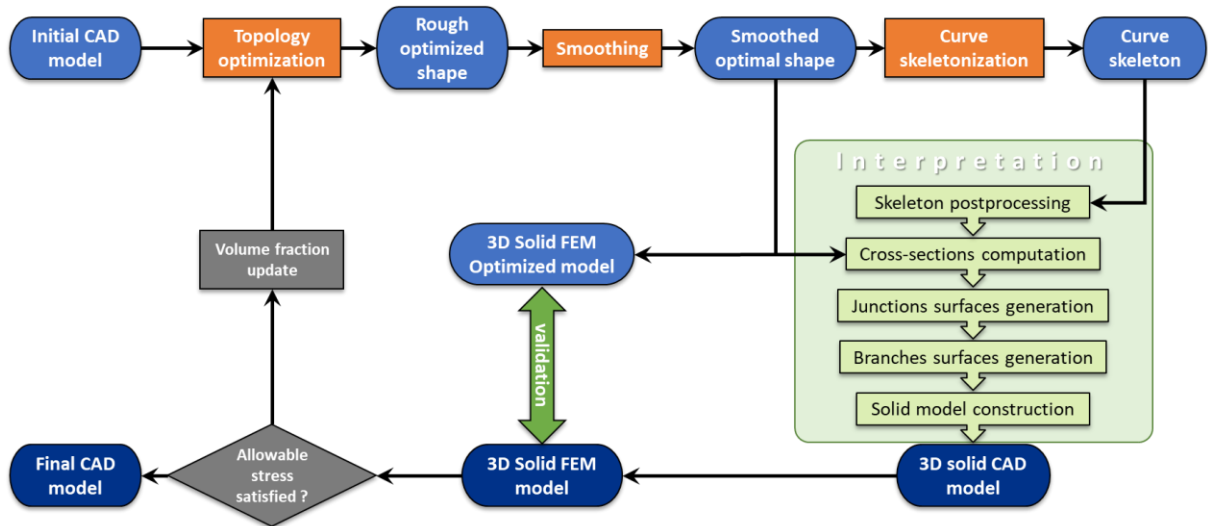 Initial CAD
model
Topology
optimization
Rough
optimized
shape
Smoothing
Smoothed
optimal shape
Curve
skeletonization
Curve
skeleton
Interpretation
Skeleton postprocessing
Cross-sections computation
Junctions surfaces generation
Branches surfaces generation
Solid model construction
Volume fraction
update
3D Solid FEM
Optimized model
validation
Final CAD
model
Allowable
stress
satisfied ?
3D Solid FEM
model
3D solid CAD
model